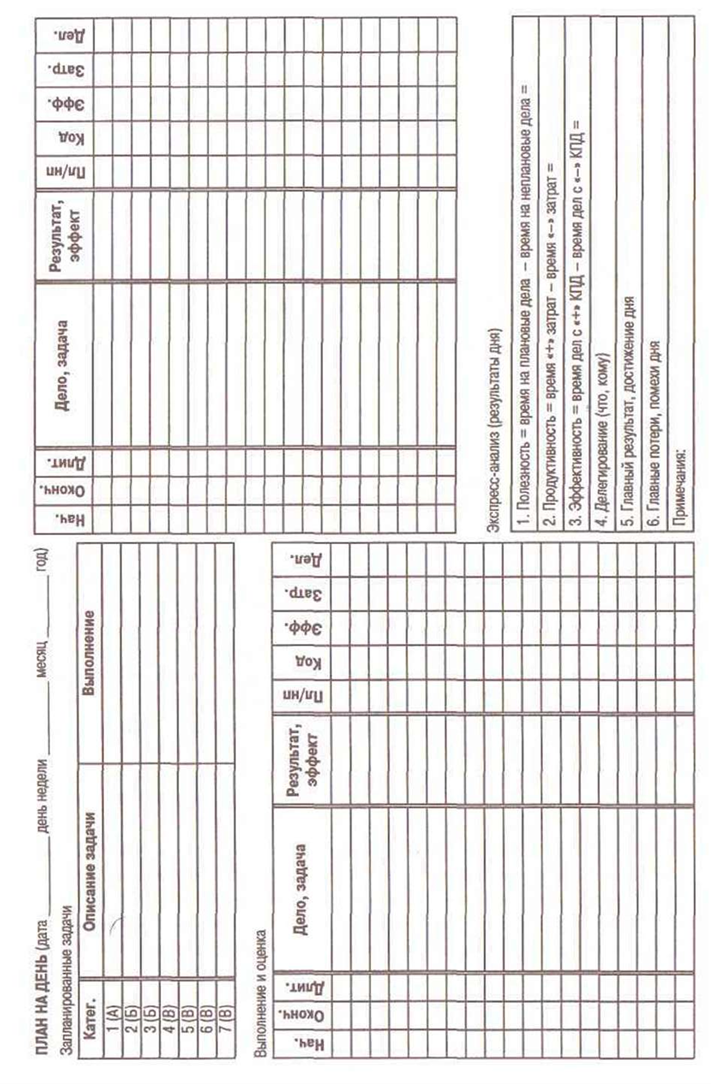 ПЛАН НА ДЕНЬ (дата ________ день недели ________ месяц ________ год)
Запланированные задачи
Катег. Описание задачи Выполнение
1 (А)
2 (Б)
3 (Б)
4 (В)
5 (В)
6 (В)
7 (В)
Выполнение и оценка
Нач. Оконч. Длит. Дело, задача Результат, эффект Пл/нп Код Эфф. Затр. Дел.
Нач. Оконч. Длит. Дело, задача Результат, эффект Пл/нп Код Эфф. Затр. Дел.
Экспресс-анализ (результаты дня)
1. Полезность = время на плановые дела – время на неплановые дела =
2. Продуктивность = время «+» затрат – время «–» затрат =
3. Эффективность = время дел с «+» КПД – время дел с «–» КПД =
4. Делегирование (что, кому)
5. Главный результат, достижение дня
6. Главные потери, помехи дня
Примечания: